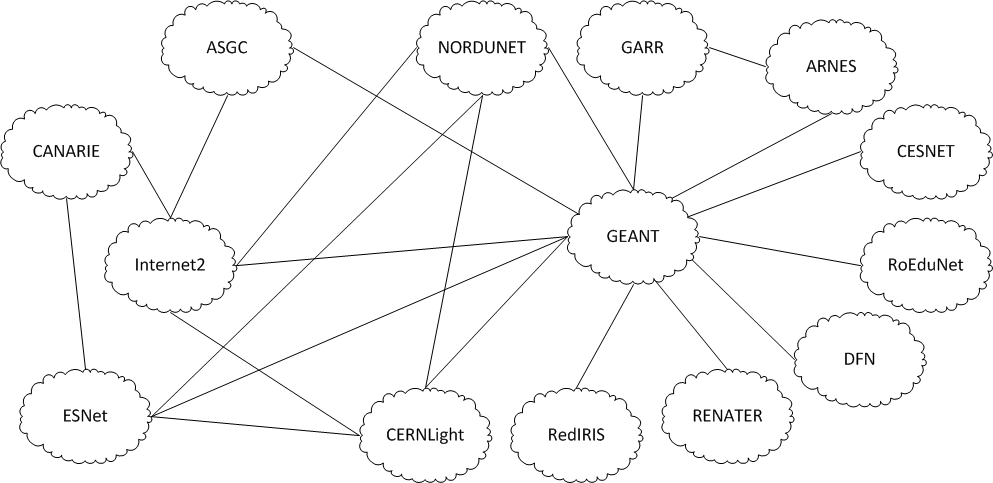 ASGC
NORDUNET
GARR
ARNES
CANARIE
CESNET
GEANT
Internet2
RoEduNet
DFN
ESNet
CERNLight
RedIRIS
RENATER